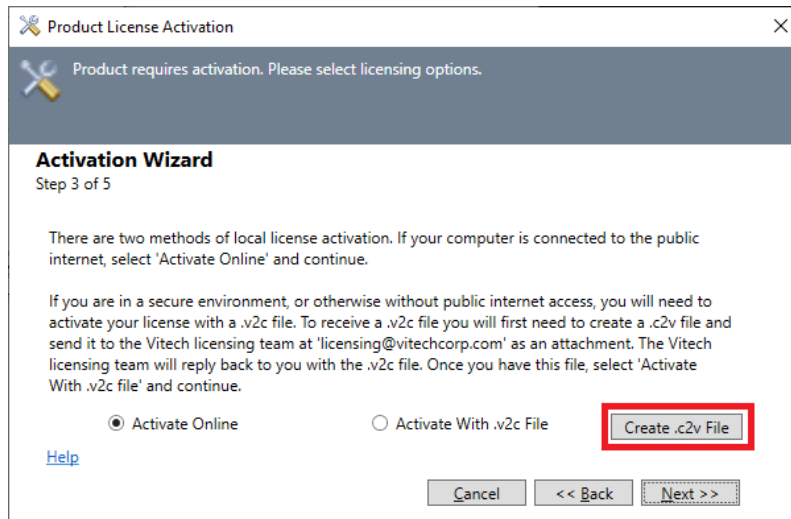 Product License Activation
Product requires activation. Please select licensing options.
Activation Wizard
Step 3 of 5
There are two methods of local license activation. If your computer is connected to the public
internet, select 'Activate Online' and continue.
If you are in a secure environment, or otherwise without public internet access, you will need to
activate your license with a .v2c file. To receive a .v2c file you will first need to create a .c2v file and
send it to the Vitech licensing team at 'licensing@vitechcorp.com' as an attachment. The Vitech
licensing team will reply back to you with the .v2c file. Once you have this file, select 'Activate
With .v2c file' and continue.
Activate Online Activate With .v2c File Create .c2v File
Help
Cancel << Back Next >>